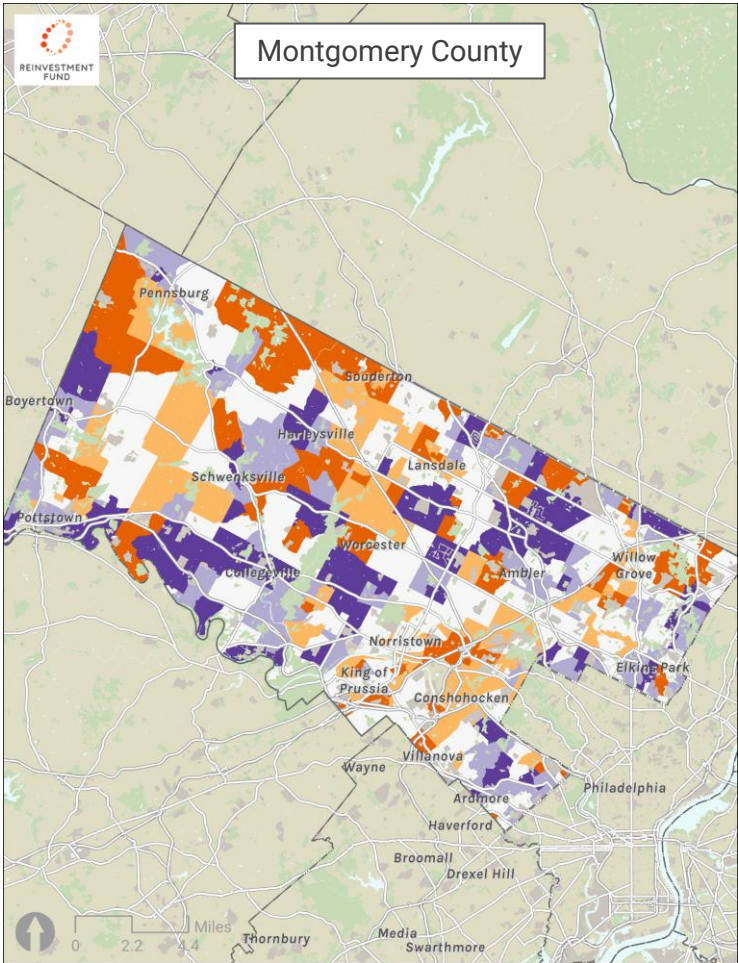 REINVESTMENT
FUND
Montgomery County
Pennsburg
Souderton
Boyertown
Harleysville
Lansdale
Schwenksville
Pottstown
Worcester
Willow
Grove
Collegeville
Ambler
Norristown
Elkins Park
King of
Prussia
Conshohocken
Villanova
Wayne
Philadelphia
Ardmore
Haverford
Broomall
Drexel Hill
Miles
0 2.2 4.4
Thornbury
Media
Swarthmore